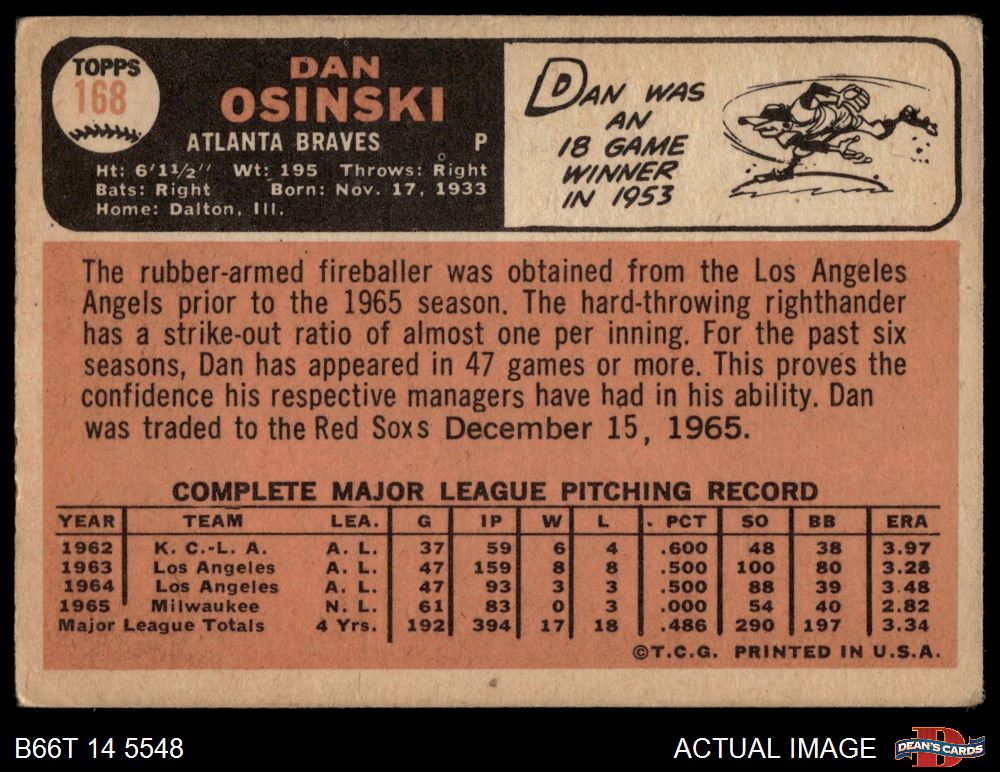 TOPPS
168
DAN
OSINSKI
ATLANTA BRAVES P
Ht: 6'11/2" Wt: 195 Throws: Right
Bats: Right Born: Nov. 17, 1933
Home: Dalton, Ill.
DAN WAS
AN
18 GAME
WINNER
IN 1953
The rubber-armed fireballer was obtained from the Los Angeles
Angels prior to the 1965 season. The hard-throwing righthander
has a strike-out ratio of almost one per inning. For the past six
seasons, Dan has appeared in 47 games or more. This proves the
confidence his respective managers have had in his ability. Dan
was traded to the Red Soxs December 15, 1965.
COMPLETE MAJOR LEAGUE PITCHING RECORD
YEAR TEAM LEA. G IP W L PCT SO BB ERA
1962 K. C.-L. A. A. L. 37 59 6 4 .600 48 38 3.97
1963 Los Angeles A. L. 47 159 8 8 .500 100 80 3.28
1964 Los Angeles A. L. 47 93 3 3 .500 88 39 3.48
1965 Milwaukee N. L. 61 83 0 3 .000 54 40 2.82
Major League Totals 4 Yrs. 192 394 17 18 .486 290 197 3.34
©T.C.G. PRINTED IN U.S.A.
B66T 14 5548 ACTUAL IMAGE DEAN'S CARDS